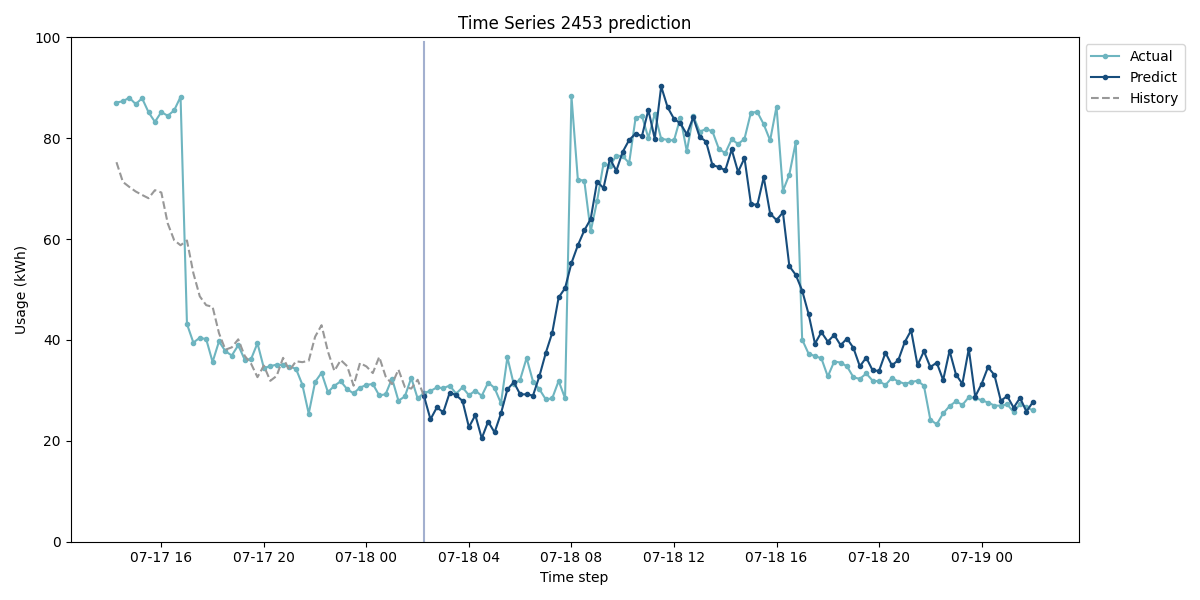 Time Series 2453 prediction
Actual
Predict
History
Usage (kWh)
100
80
60
40
20
0
07-17 16
07-17 20
07-18 00
07-18 04
07-18 08
07-18 12
07-18 16
07-18 20
07-19 00
Time step